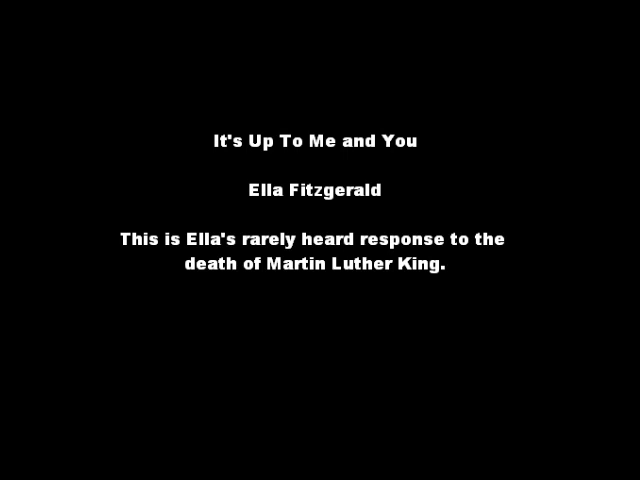 It's Up To Me and You
Ella Fitzgerald
This is Ella's rarely heard response to the
death of Martin Luther King.